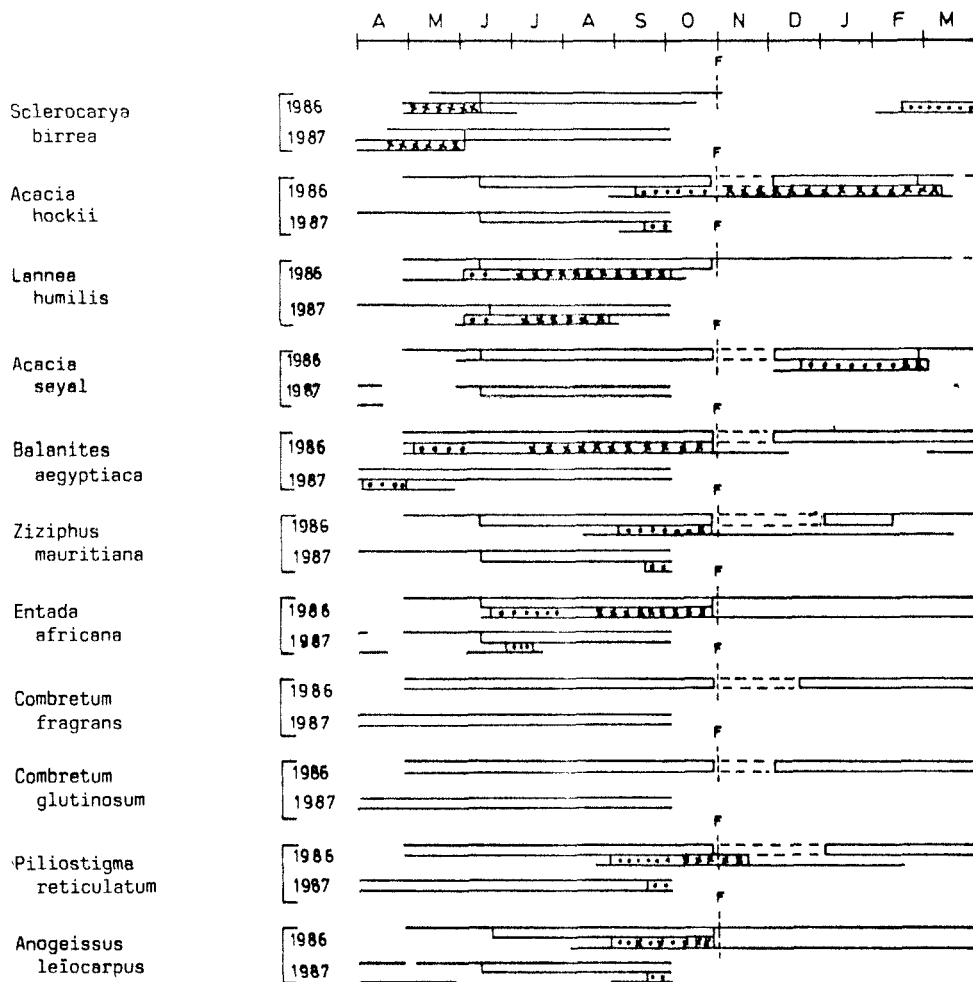 A M J J A S O N D J F M
F
Sclerocarya 1986
birrea 1987
F
Acacia 1986
hockii 1987
F
Lannea 1986
humilis 1987
F
Acacia 1986
seyal 1987
F
Balanites 1986
aegyptiaca 1987
F
Ziziphus 1986
mauritiana 1987
F
Entada 1986
africana 1987
F
Combretum 1986
fragrans 1987
F
Combretum 1986
glutinosum 1987
F
Piliostigma 1986
reticulatum 1987
F
Anogeissus 1986
leiocarpus 1987